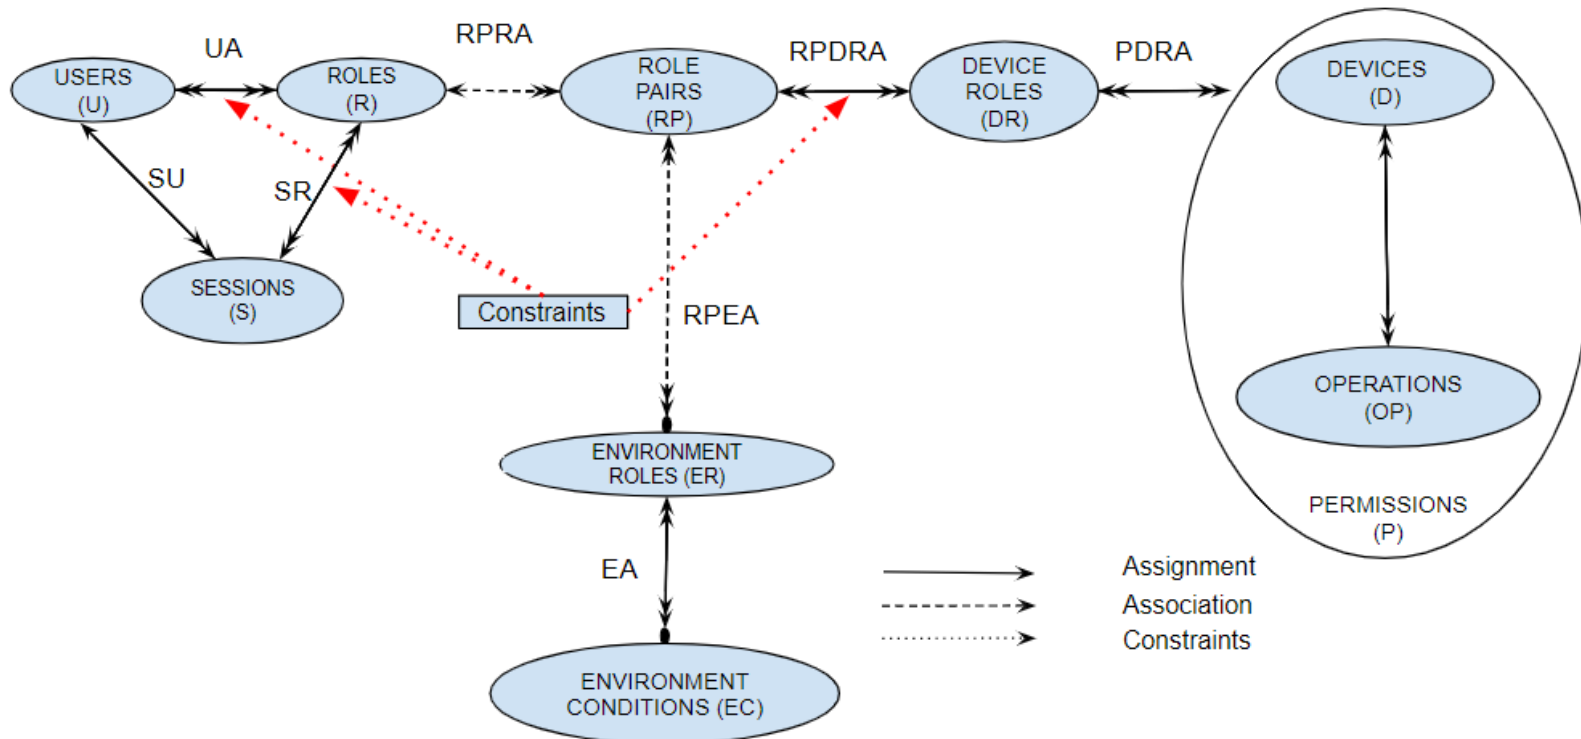 UA
RPRA
RPDRA
PDRA
USERS
(U)
ROLES
(R)
ROLE
PAIRS
(RP)
DEVICE
ROLES
(DR)
DEVICES
(D)
SU
SR
SESSIONS
(S)
Constraints
RPEA
OPERATIONS
(OP)
ENVIRONMENT
ROLES (ER)
PERMISSIONS
(P)
EA
Assignment
Association
Constraints
ENVIRONMENT
CONDITIONS (EC)